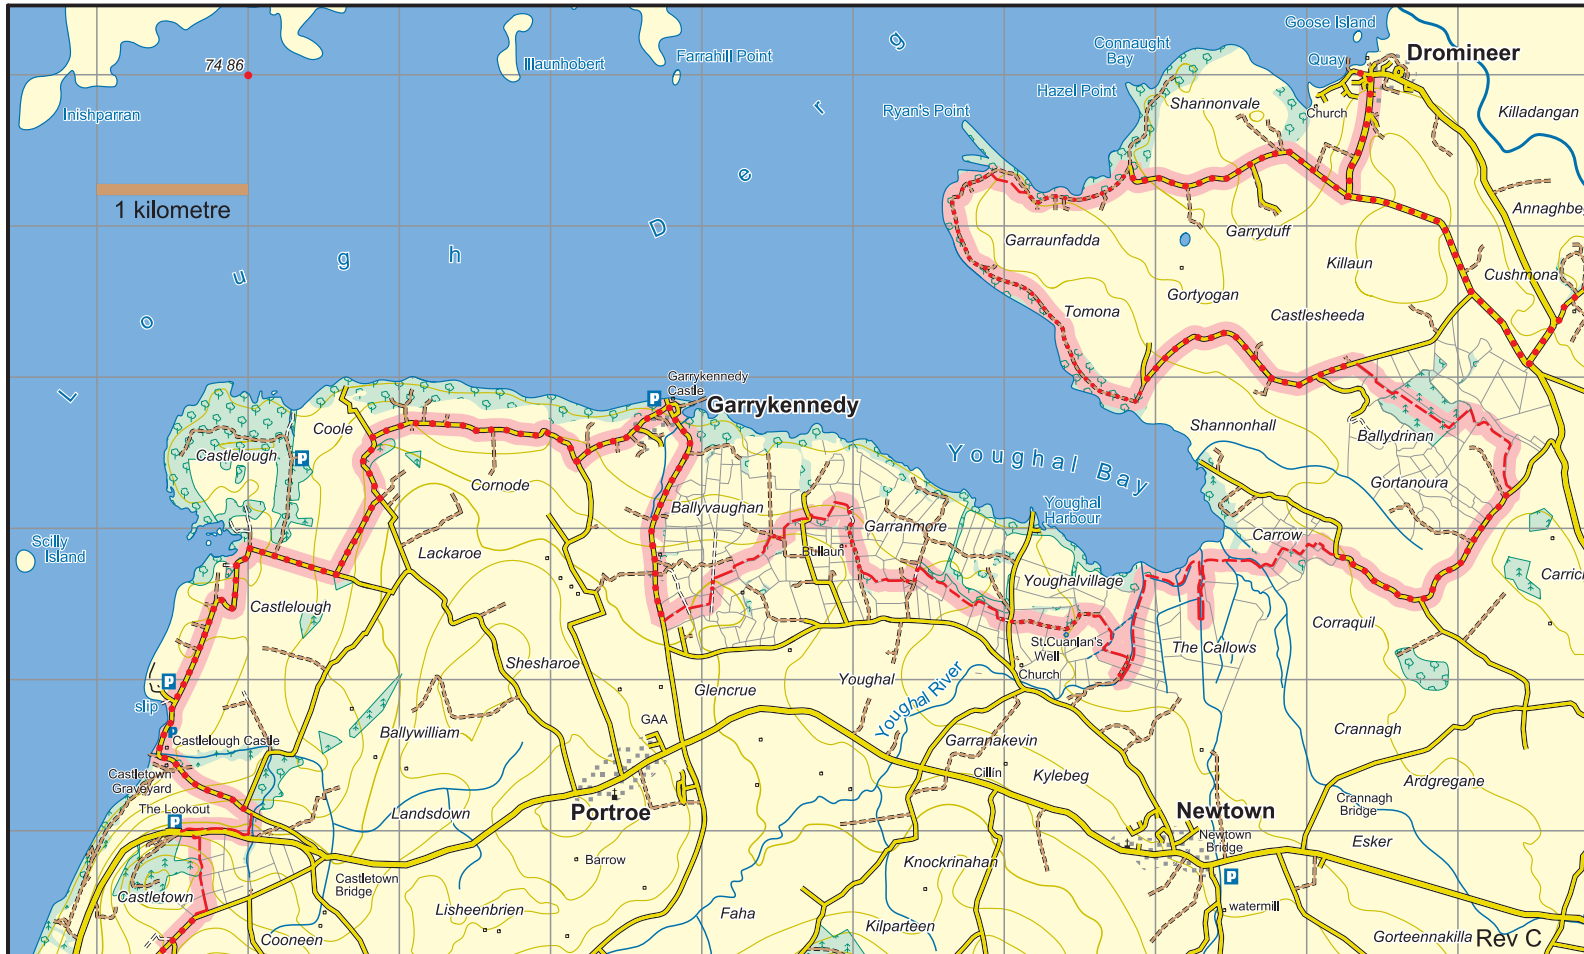 Goose Island
Dromineer
Quay
Connaught
Bay
Hazel Point
Ryan's Point
Shannonvale
Church
Killadangan
Illaunhobert
Farrahill Point
74 86
Inishparran
1 kilometre
L o u g h D e r g
Annaghbeg
Garraunfadda
Garryduff
Killaun
Cushmona
Gortyogan
Castlesheeda
Tomona
Garrykennedy
Castle
Garrykennedy
P
Coole
Castlelough
P
Cornode
Shannonhall
Ballydrinan
Gortanoura
Youghal Bay
Youghal
Harbour
Ballyvaughan
Garranmore
Bullaun
Carrow
Scilly
Island
Lackaroe
Youghalvillage
Castlelough
Corraquil
St.Cuanlan's
Well
Church
The Callows
Shesharoe
Glencrue
Youghal
Youghal River
P
slip
P
Castlelough Castle
Ballywilliam
GAA
Garranakevin
Crannagh
Castletown
Graveyard
The Lookout
P
Cillín
Kylebeg
Ardgregane
Landsdown
Portroe
Newtown
Crannagh
Bridge
Newtown
Bridge
Esker
Barrow
Knockrinahan
Castletown
Bridge
Castletown
P
Lisheenbrien
Faha
Kilparteen
watermill
Cooneen
Gorteennakilla
Rev C